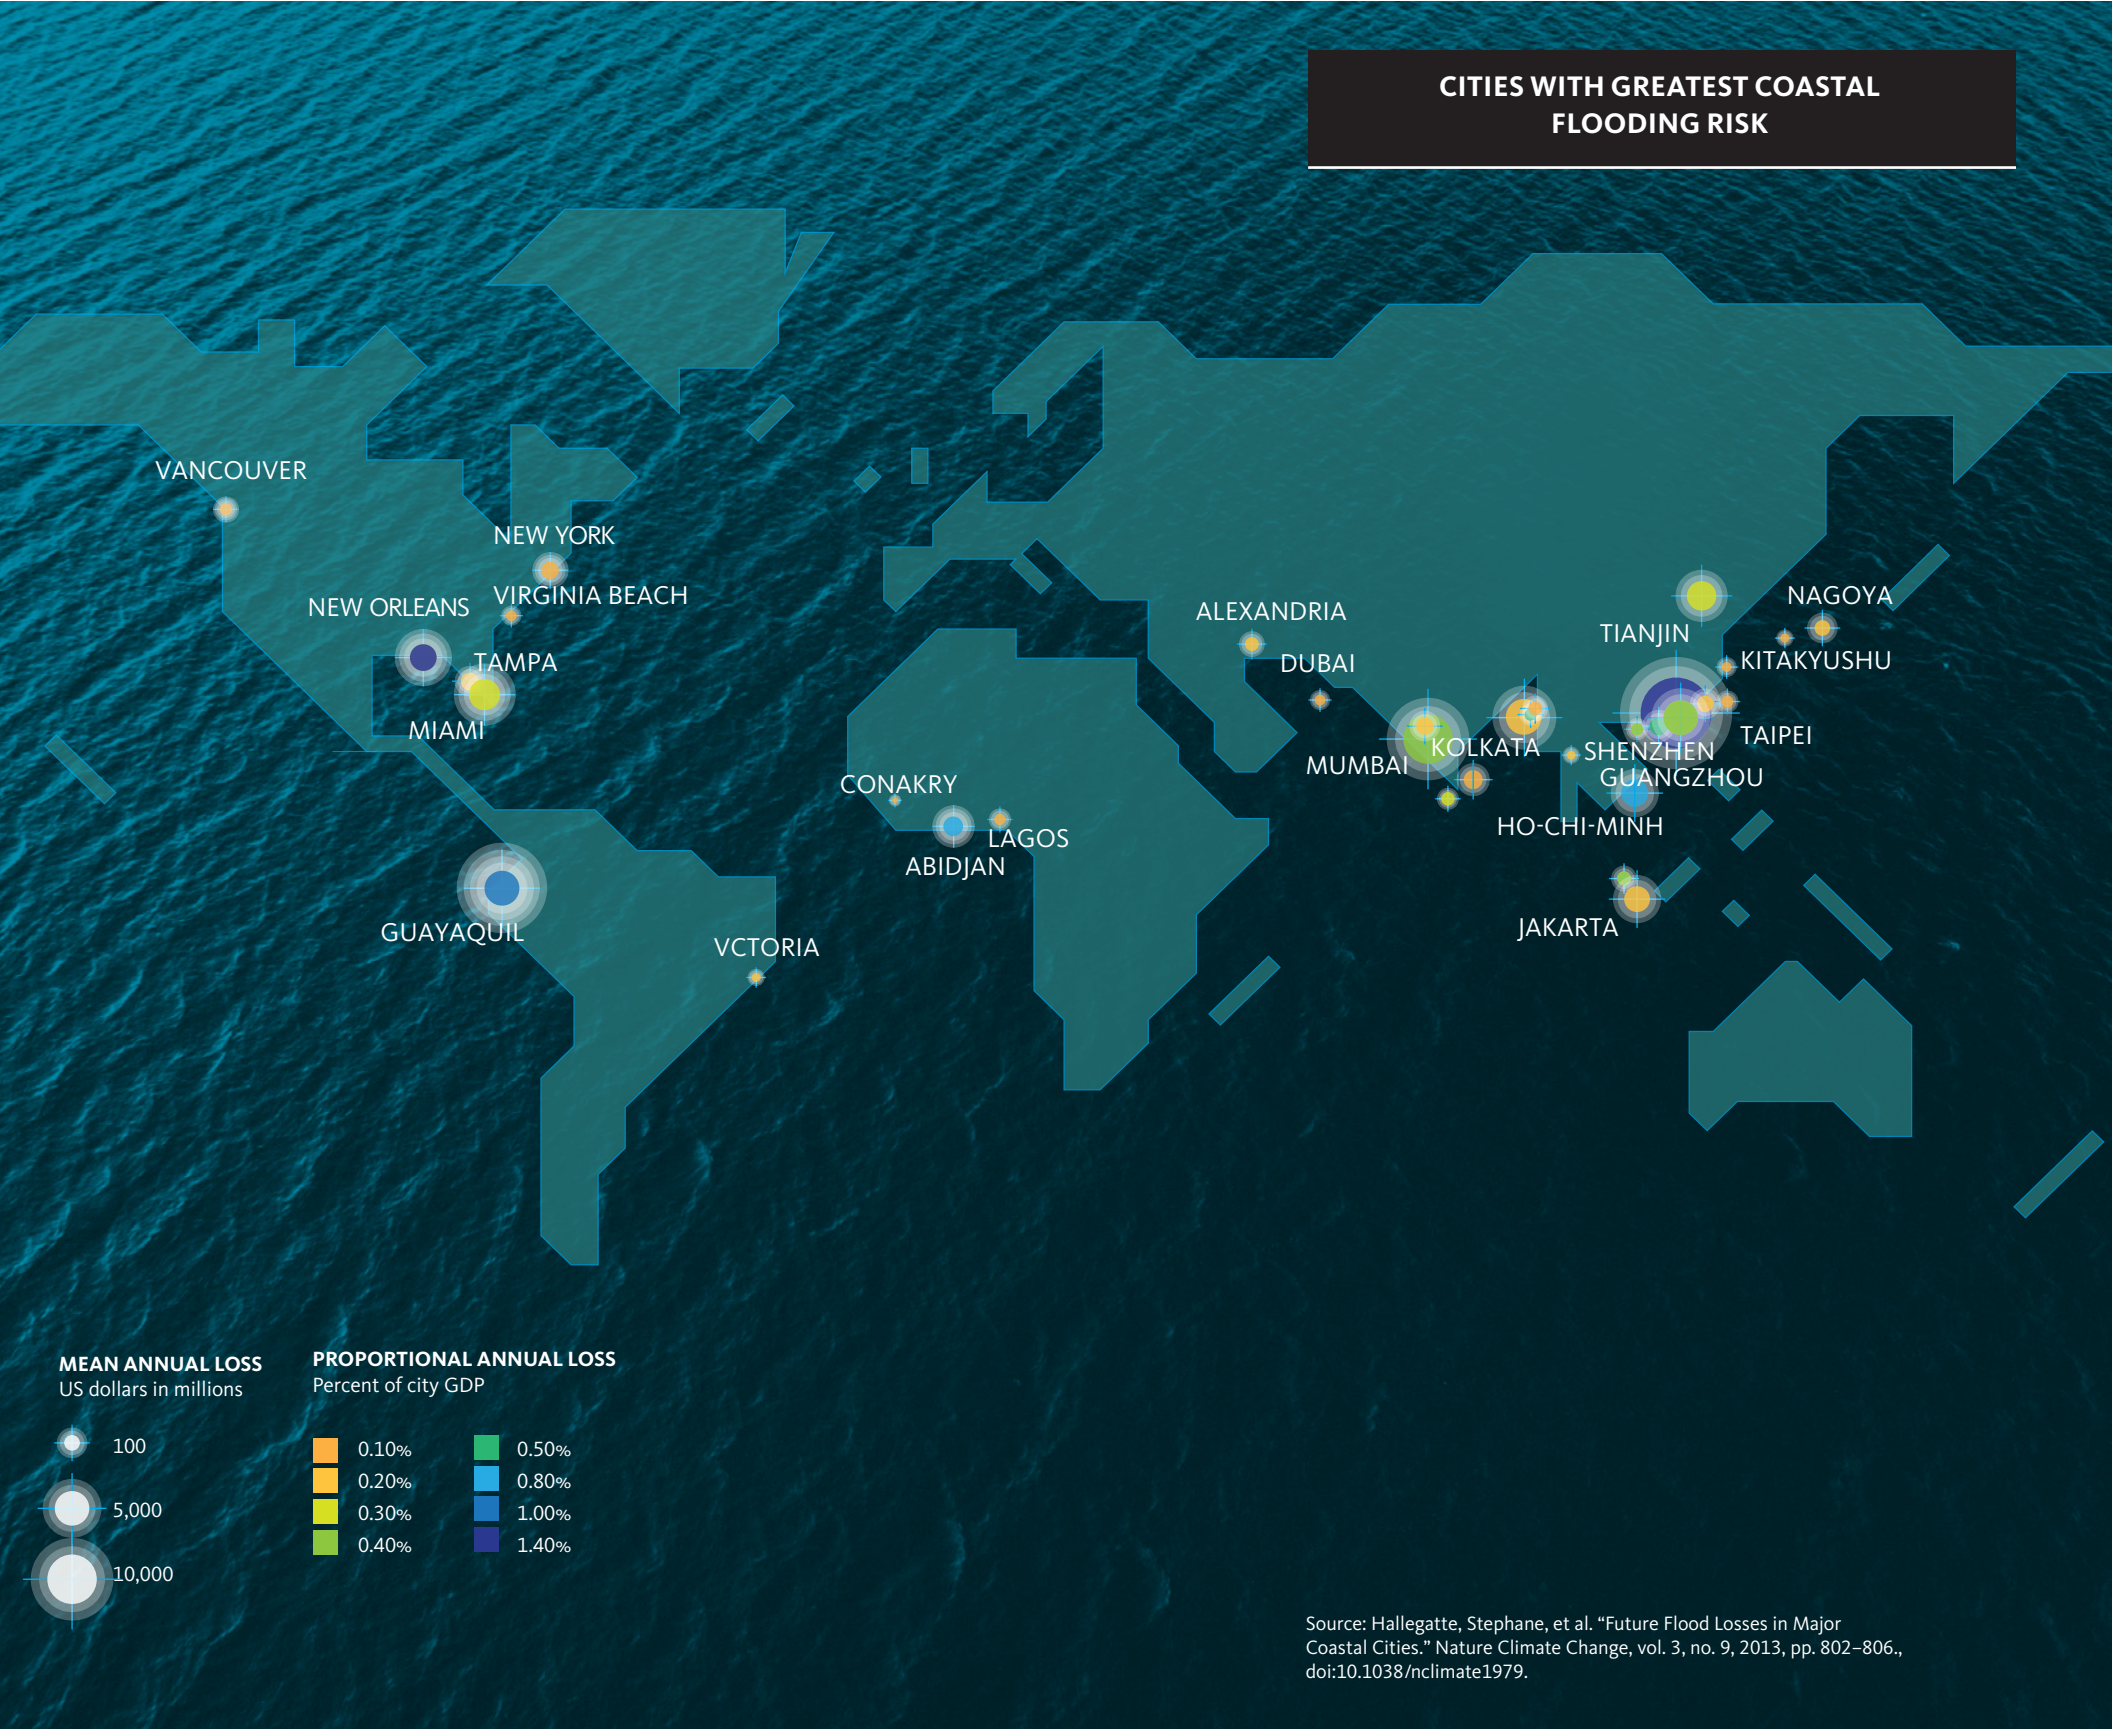 CITIES WITH GREATEST COASTAL
FLOODING RISK
VANCOUVER
NEW YORK
VIRGINIA BEACH
NEW ORLEANS
TAMPA
MIAMI
ALEXANDRIA
DUBAI
NAGOYA
TIANJIN
KITAKYUSHU
TAIPEI
KOLKATA
MUMBAI
SHENZHEN
GUANGZHOU
CONAKRY
LAGOS
ABIDJAN
HO-CHI-MINH
GUAYAQUIL
VCTORIA
JAKARTA
MEAN ANNUAL LOSS
US dollars in millions
100
5,000
10,000
PROPORTIONAL ANNUAL LOSS
Percent of city GDP
0.10%
0.20%
0.30%
0.40%
0.50%
0.80%
1.00%
1.40%
Source: Hallegatte, Stephane, et al. “Future Flood Losses in Major
Coastal Cities.” Nature Climate Change, vol. 3, no. 9, 2013, pp. 802–806.,
doi:10.1038/nclimate1979.